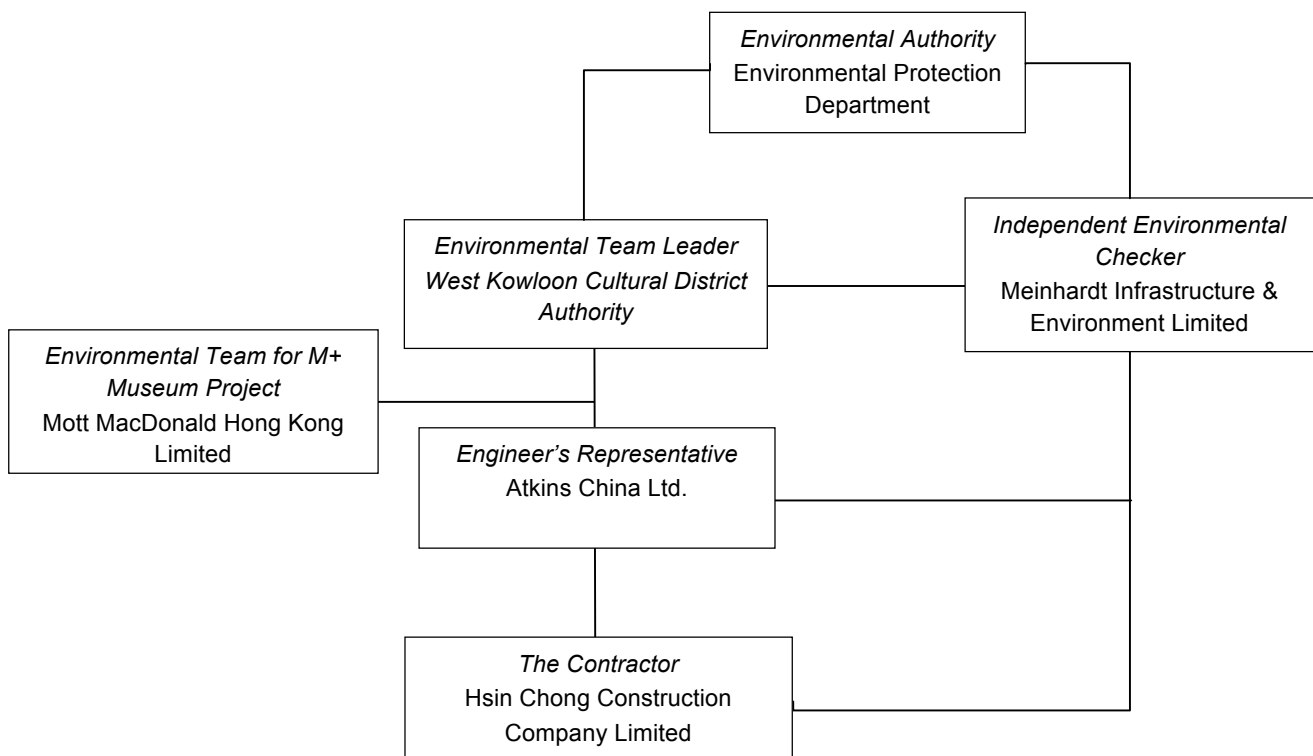 Environmental Authority
Environmental Protection
Department
Environmental Team Leader
West Kowloon Cultural District
Authority
Independent Environmental
Checker
Meinhardt Infrastructure &
Environment Limited
Environmental Team for M+
Museum Project
Mott MacDonald Hong Kong
Limited
Engineer’s Representative
Atkins China Ltd.
The Contractor
Hsin Chong Construction
Company Limited